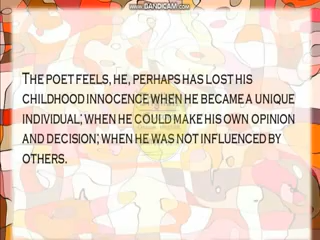 www.BANDICAM.com
The poet feels, he, perhaps has lost his
childhood innocence when he became a unique
individual; when he could make his own opinion
and decision; when he was not influenced by
others.